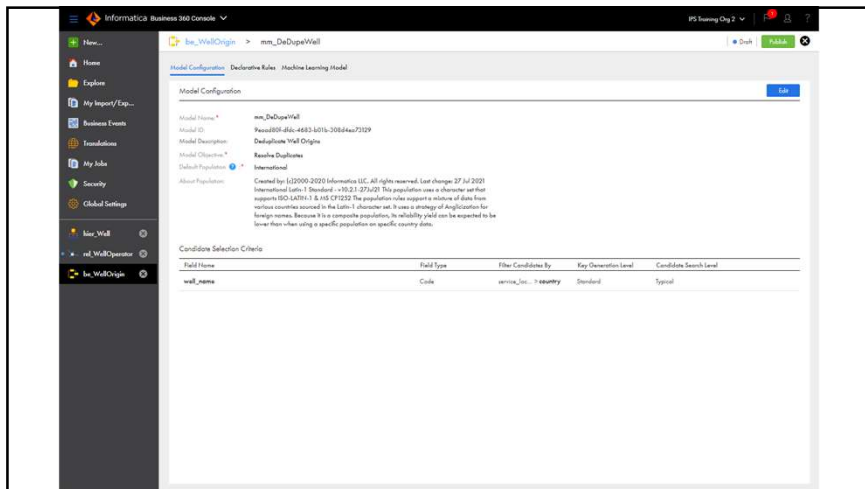 Informatica Business 360 Console
IPS Training Org 2
1
?
New...
Home
Explore
My Import/Exp...
Business Events
Translations
My Jobs
Security
Global Settings
hier_Well
rel_WellOperator
be_WellOrigin
be_WellOrigin > mm_DeDupeWell
Draft
Publish
Model Configuration Declarative Rules Machine Learning Model
Model Configuration
Edit
Model Name: * mm_DeDupeWell
Model Description: Deduplicate Well Origins
Model Objective: * Resolve Duplicates
Default Population: ? * International
About Population: Created by: (c)2000-2020 Informatica LLC. All rights reserved. Last change: 27 Jul 2021
International Latin-1 Standard - v10.2.1-27Jul21 This population uses a character set that
supports ISO-LATIN-1 & MS CP1252 The population rules support a mixture of data from
various countries sourced in the Latin-1 character set. It uses a strategy of Anglicization for
foreign names. Because it is a composite population, its reliability yield can be expected to be
lower than when using a specific population on specific country data.
Candidate Selection Criteria
Field Name Field Type Filter Candidates By Key Generation Level Candidate Search Level
well_name Code service_loc... > country Standard Typical